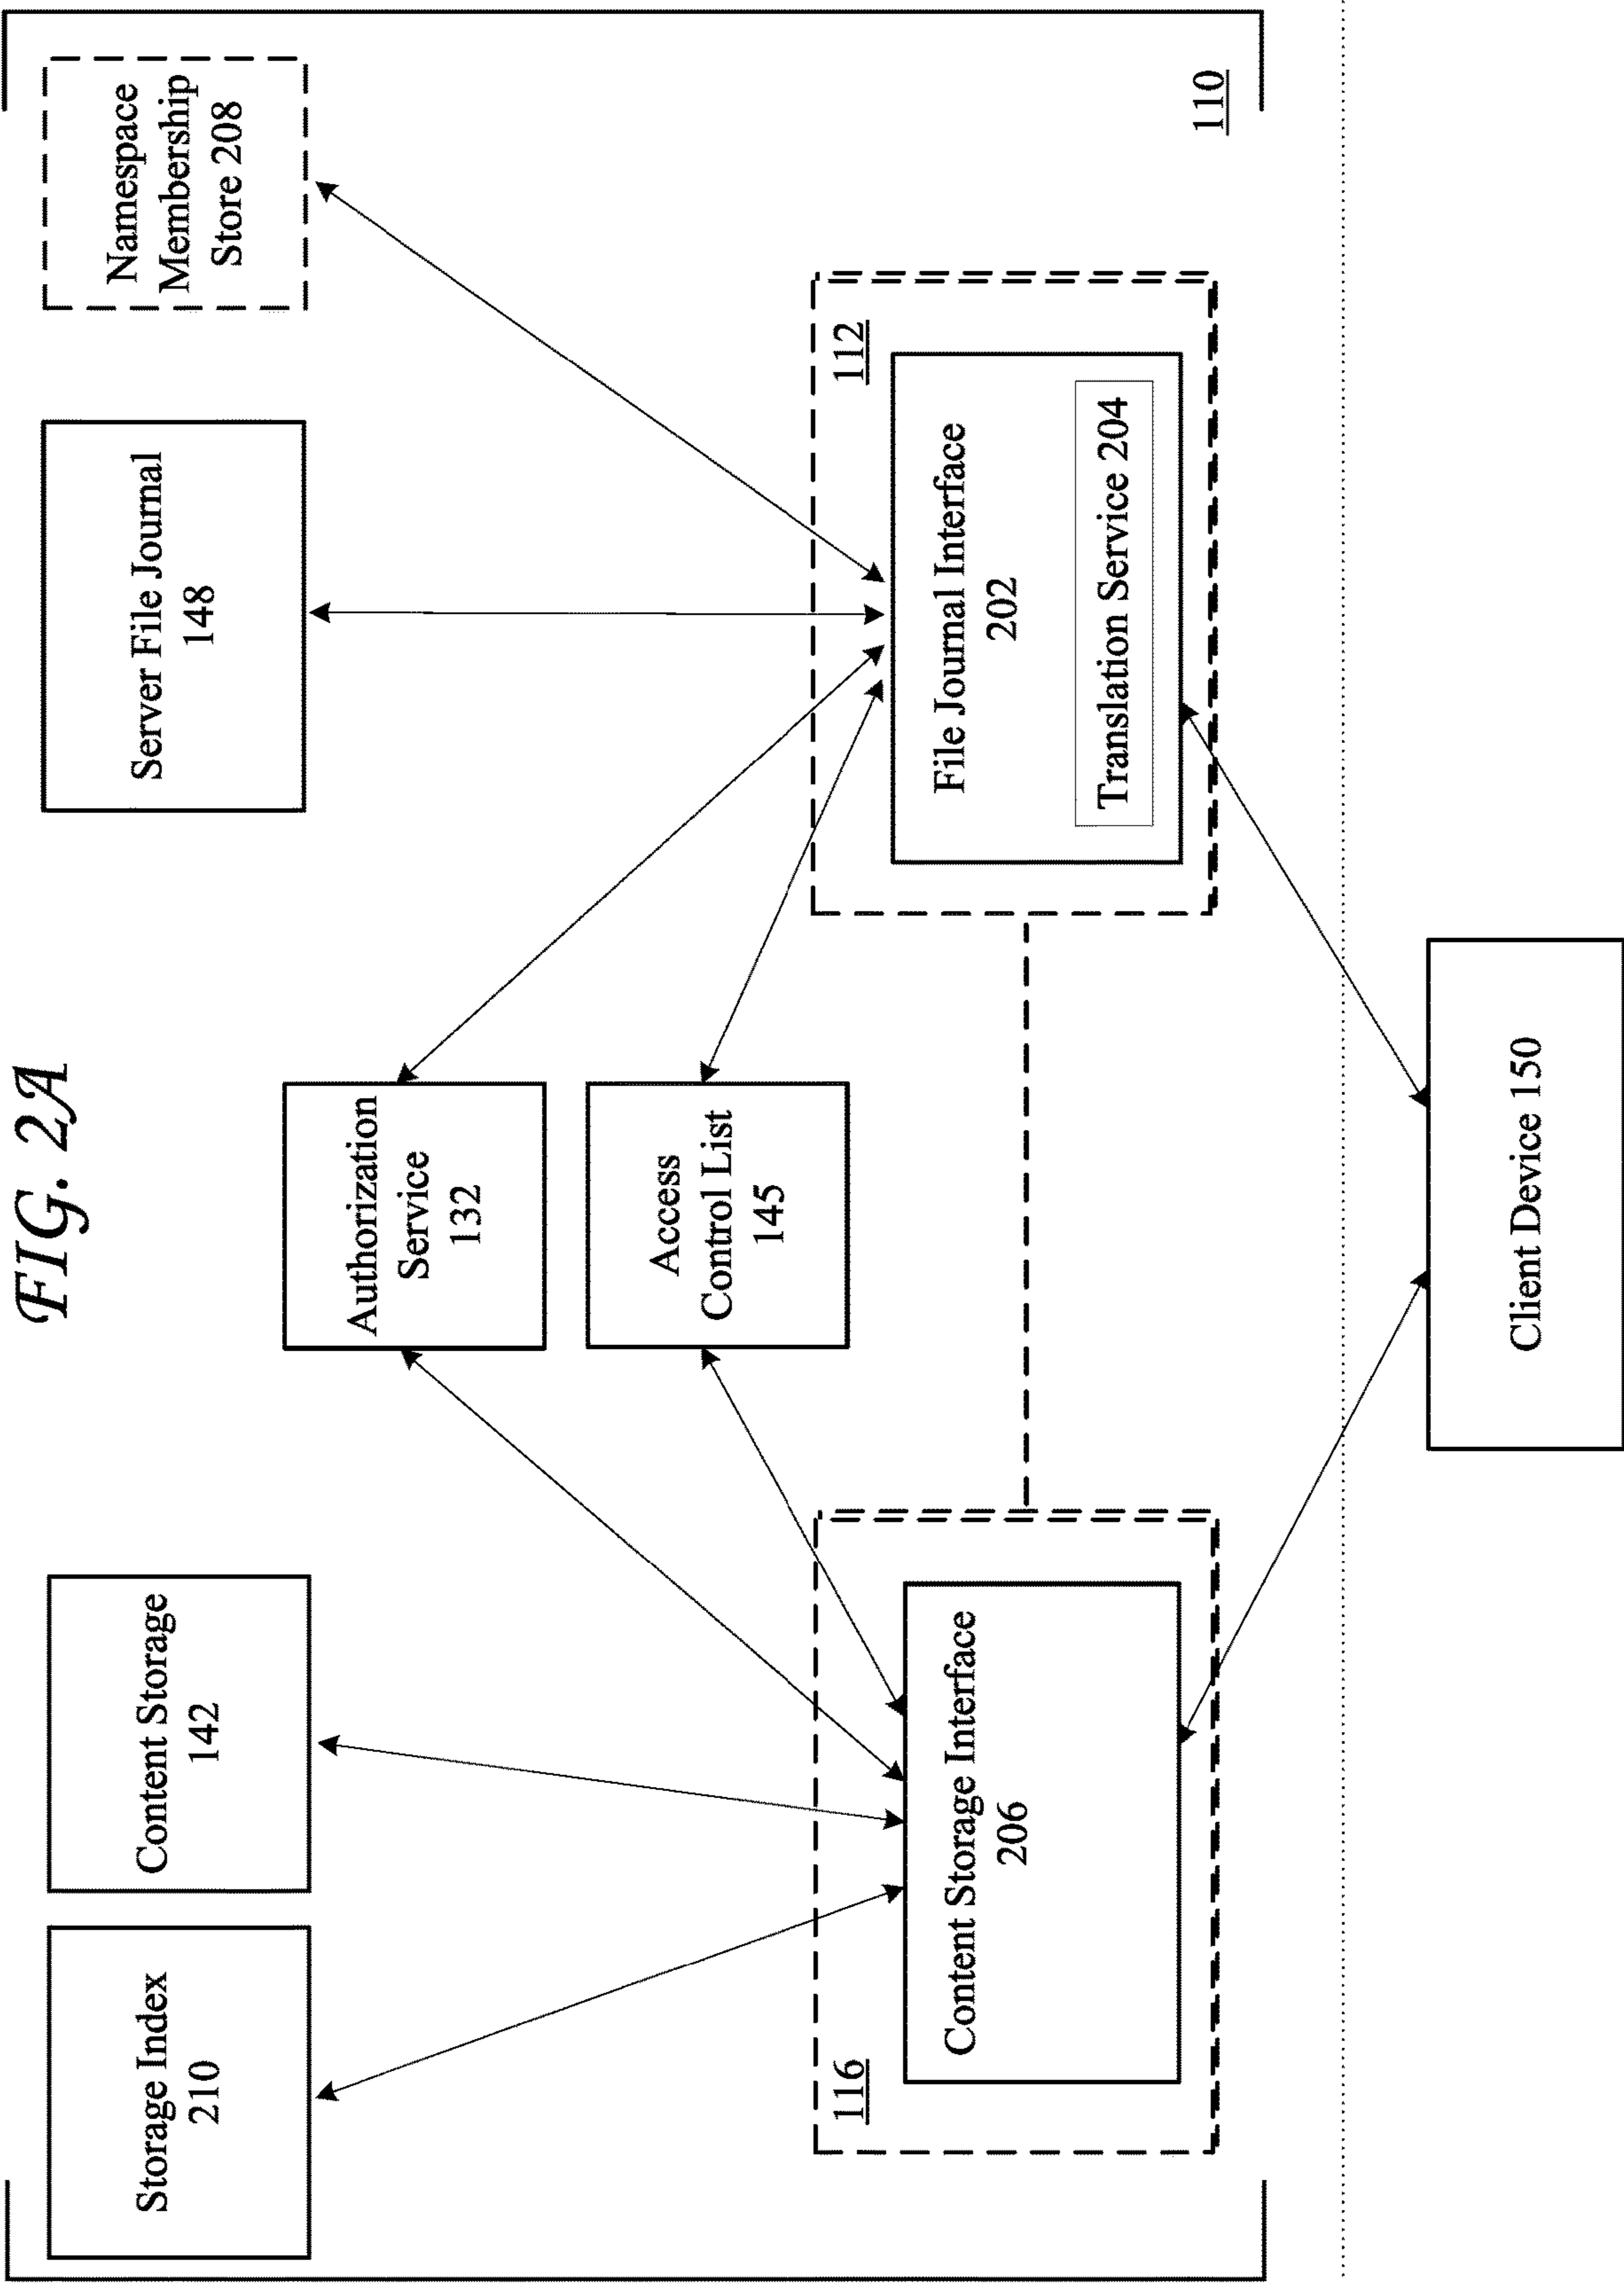 FIG. 2A
Storage Index
210
Content Storage
142
Authorization
Service
132
Access
Control List
145
Server File Journal
148
Namespace
Membership
Store 208
116
Content Storage Interface
206
112
File Journal Interface
202
Translation Service 204
110
Client Device 150